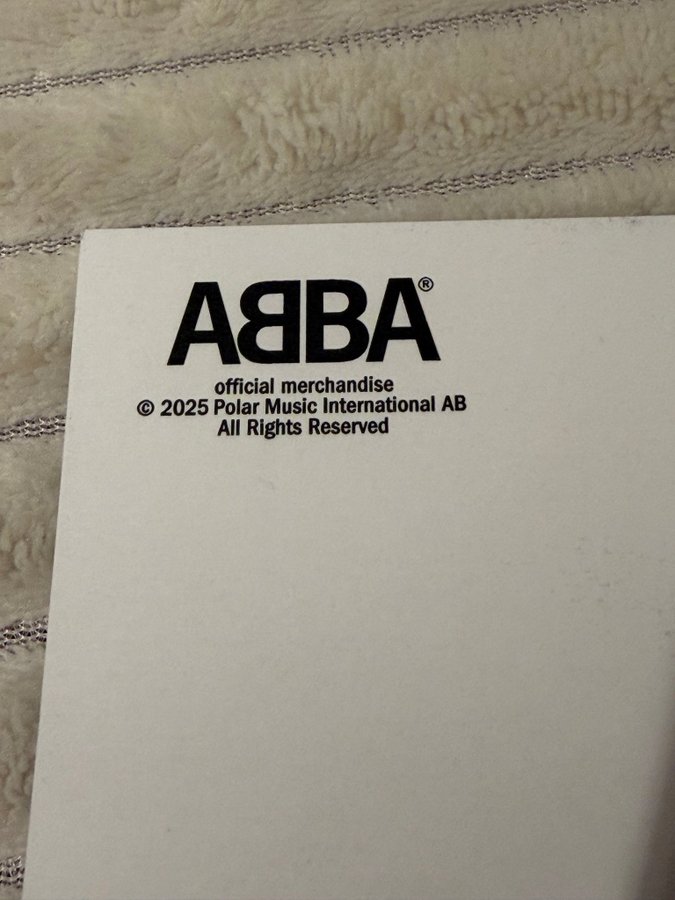 ABBA®
official merchandise
© 2025 Polar Music International AB
All Rights Reserved